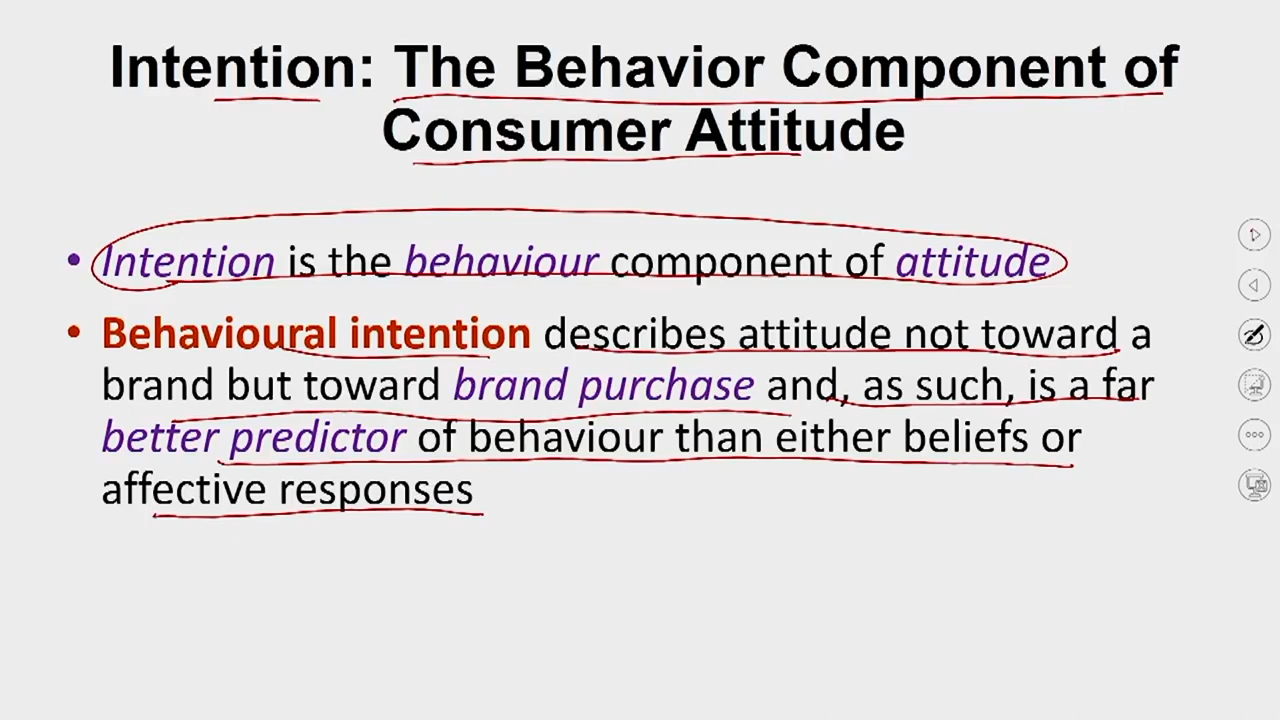 Intention: The Behavior Component of
Consumer Attitude
• Intention is the behaviour component of attitude
• Behavioural intention describes attitude not toward a
brand but toward brand purchase and, as such, is a far
better predictor of behaviour than either beliefs or
affective responses